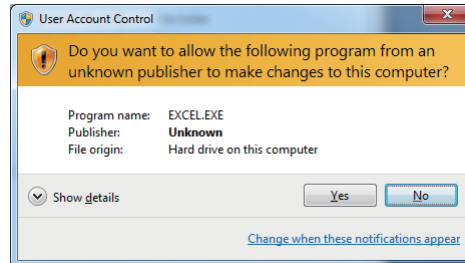 User Account Control
Do you want to allow the following program from an
unknown publisher to make changes to this computer?
Program name: EXCEL.EXE
Publisher: Unknown
File origin: Hard drive on this computer
Show details Yes No
Change when these notifications appear